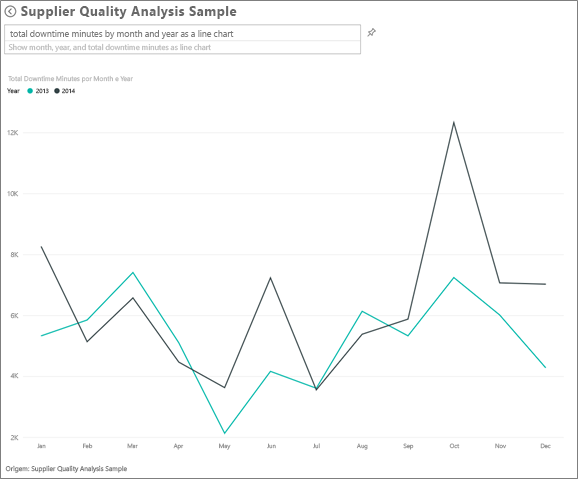 Supplier Quality Analysis Sample
total downtime minutes by month and year as a line chart
Show month, year, and total downtime minutes as line chart
Total Downtime Minutes por Month e Year
Year 2013 2014
12K
10K
8K
6K
4K
2K
Jan Feb Mar Apr May Jun Jul Aug Sep Oct Nov Dec
Origem: Supplier Quality Analysis Sample